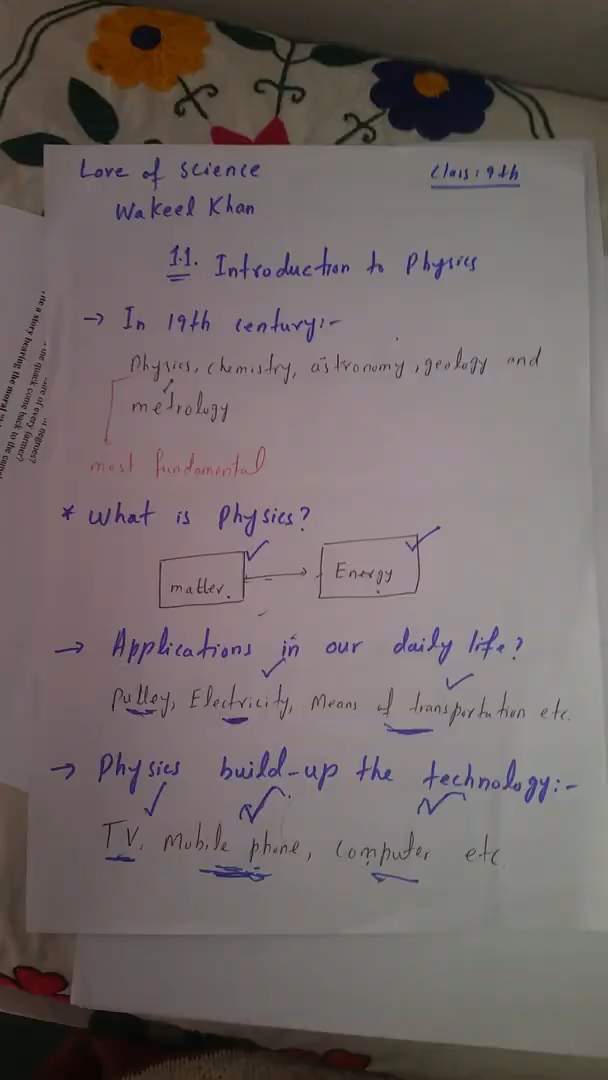 Love of Science
Class: 9th
Wakeel Khan
1.1. Introduction to Physics
→ In 19th century:-
Physics, chemistry, astronomy, geology and
metrology
most fundamental
* What is Physics?
matter.
Energy
→ Applications in our daily life?
Pulley, Electricity, Means of transportation etc.
→ Physics build-up the technology:-
TV, Mobile phone, Computer etc